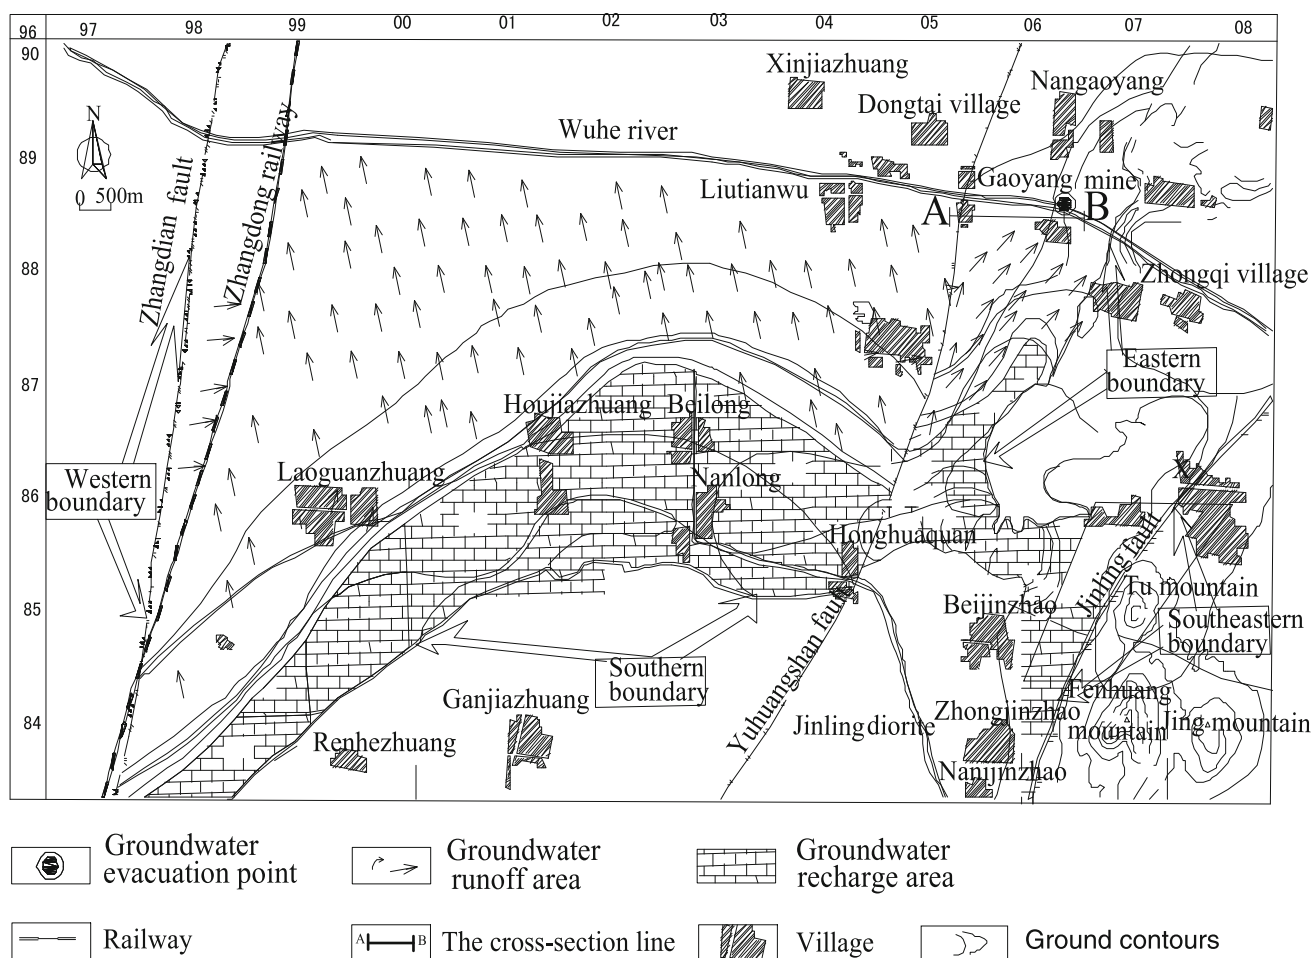 96 97 98 99 00 01 02 03 04 05 06 07 08
90
Xinjiazhuang
Nangaoyang
Dongtai village
N
Wuhe river
89
Gaoyang mine
Liutianwu
0 500m
A B
Zhangdian fault
Zhangdong railway
88
Zhongqi village
Eastern
boundary
87
Houjiazhuang Beilong
Western
boundary
Laoguanzhuang
Nanlong
X
86
Honghuaquan
Jinling fault
Tu mountain
85
Beijinzhao
Southeastern
boundary
Southern
boundary
Yuhuangshan fault
Fenhuang
mountain
Ganjiazhuang
Jinlingdiorite
Zhongjinzhao
Jing mountain
84
Renhezhuang
Nanijinzhao
Groundwater
evacuation point
Groundwater
runoff area
Groundwater
recharge area
Railway
A B
The cross-section line
Village
Ground contours